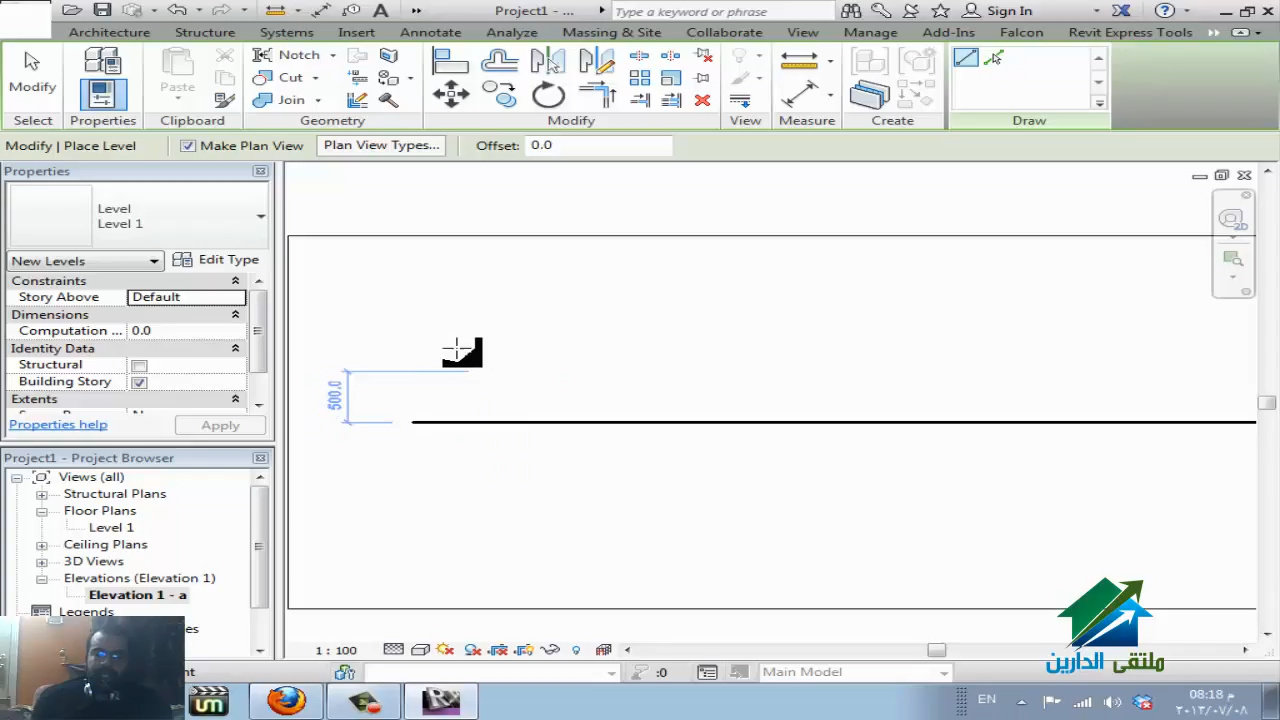 Project1 - ...
Type a keyword or phrase
Sign In
Architecture Structure Systems Insert Annotate Analyze Massing & Site Collaborate View Manage Add-Ins Falcon Revit Express Tools
Modify
Paste
Notch
Cut
Join
Select Properties Clipboard Geometry Modify View Measure Create Draw
Modify | Place Level Make Plan View Plan View Types... Offset: 0.0
Properties
Level
Level 1
New Levels Edit Type
Constraints
Story Above Default
Dimensions
Computation ... 0.0
Identity Data
Structural
Building Story
Extents
Properties help Apply
Project1 - Project Browser
Views (all)
Structural Plans
Floor Plans
Level 1
Ceiling Plans
3D Views
Elevations (Elevation 1)
Elevation 1 - a
Legends
500.0
2D
1 : 100
:0 Main Model
ملتقى الدارين
um
EN
08:18 م
٢٠١٣/٠٧/٠٨